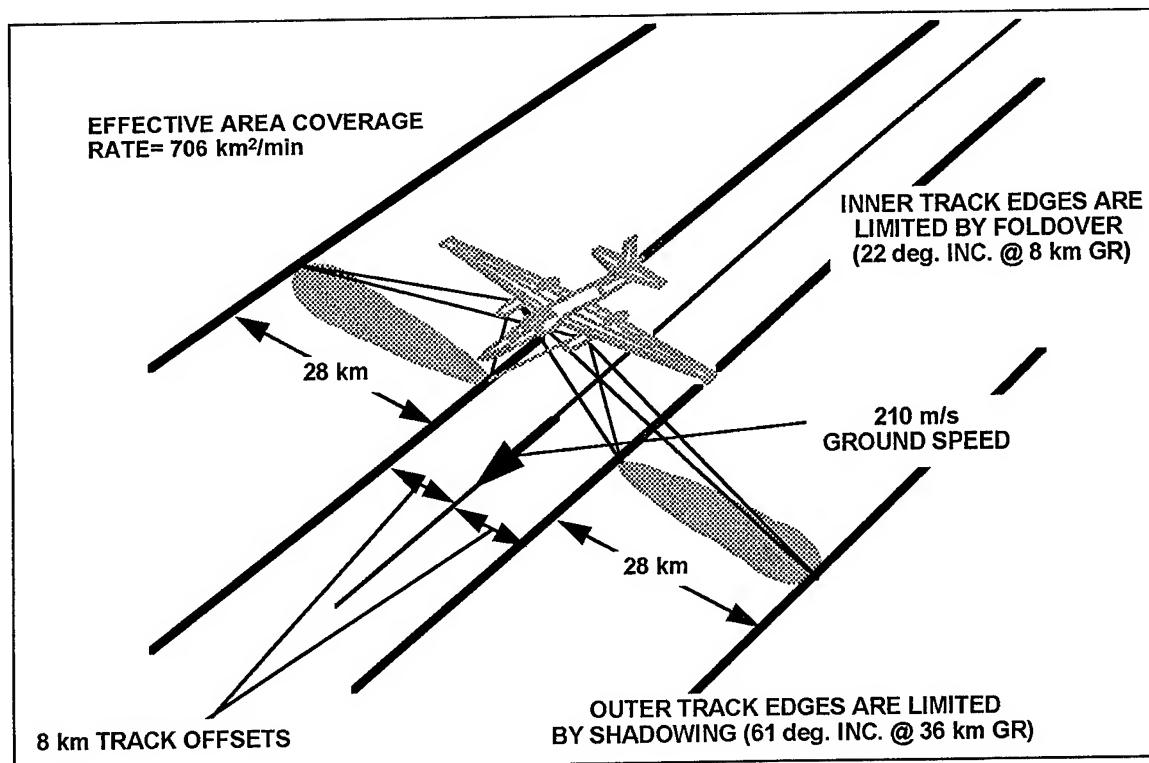 EFFECTIVE AREA COVERAGE
RATE= 706 km²/min
INNER TRACK EDGES ARE
LIMITED BY FOLDOVER
(22 deg. INC. @ 8 km GR)
28 km
210 m/s
GROUND SPEED
28 km
8 km TRACK OFFSETS
OUTER TRACK EDGES ARE LIMITED
BY SHADOWING (61 deg. INC. @ 36 km GR)